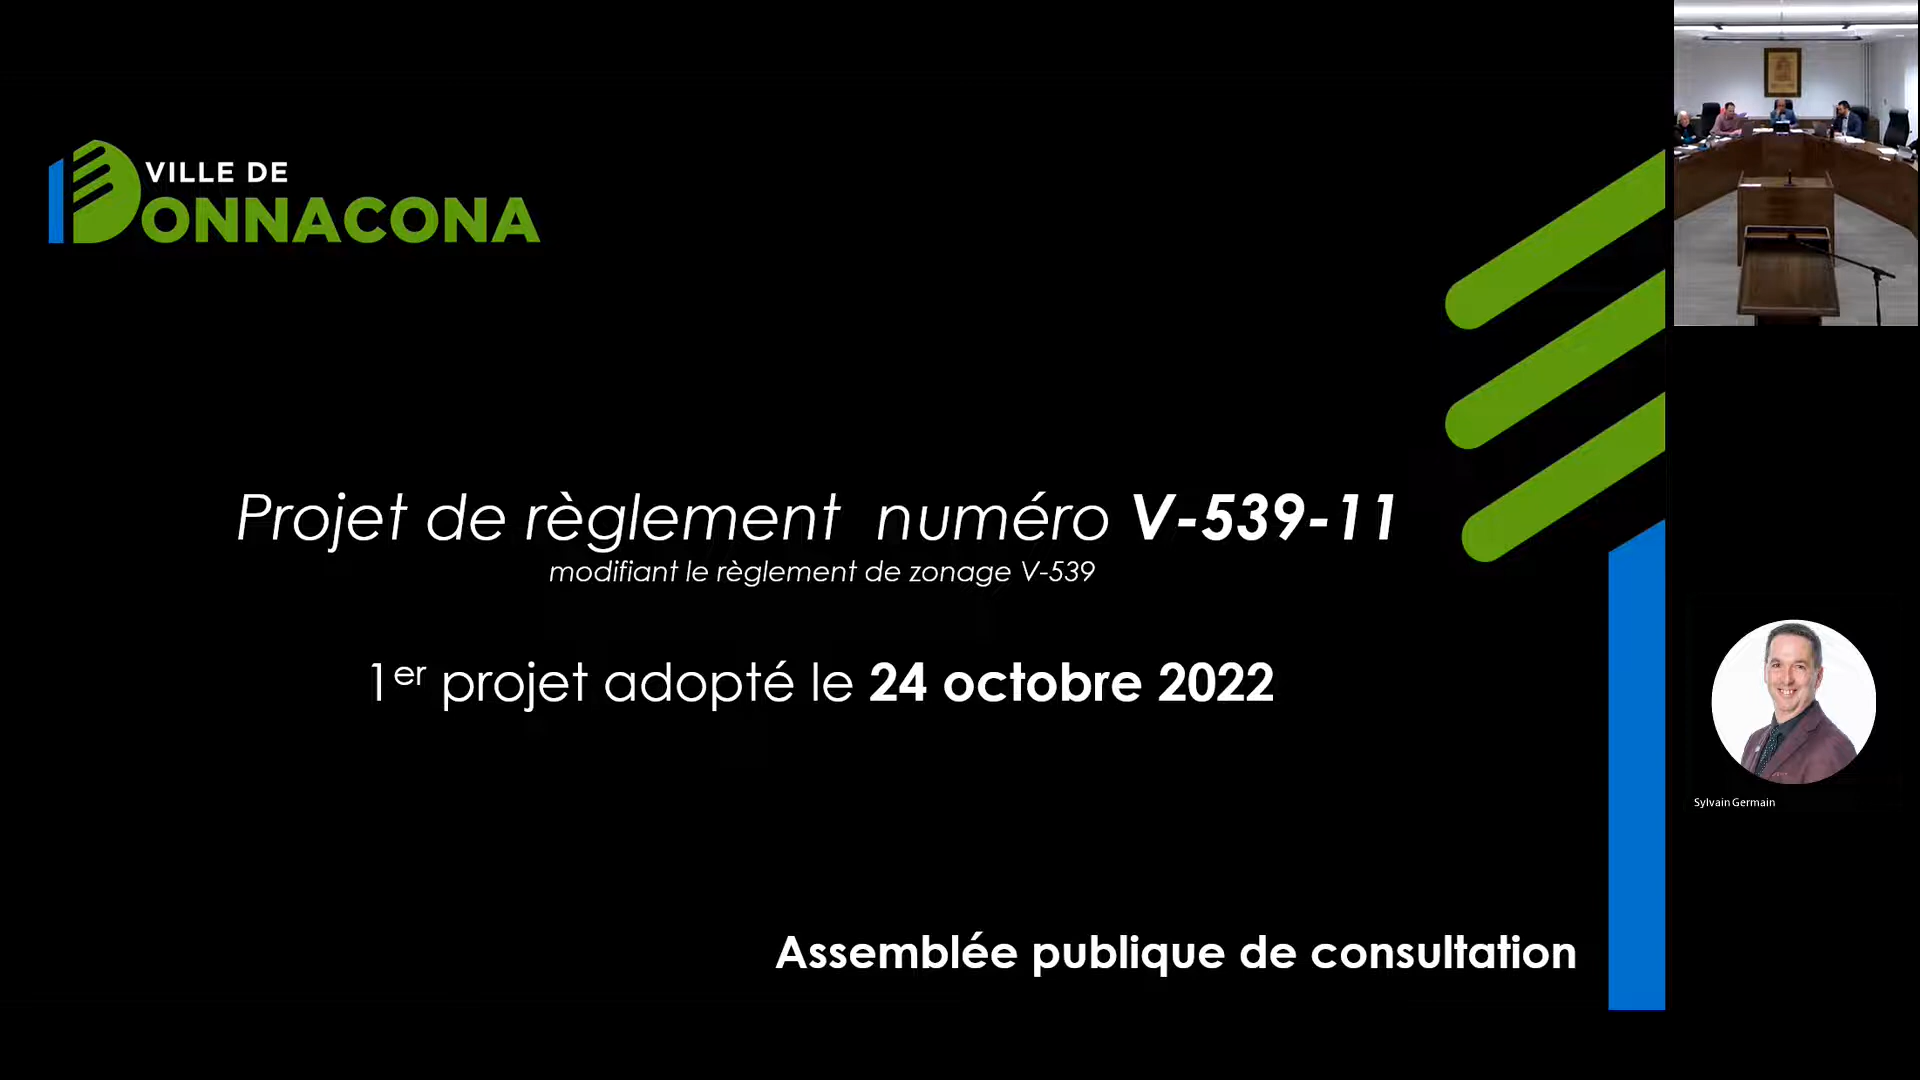 VILLE DE
DONNACONA
Projet de règlement numéro V-539-11
modifiant le règlement de zonage V-539
1er projet adopté le 24 octobre 2022
Assemblée publique de consultation
Sylvain Germain